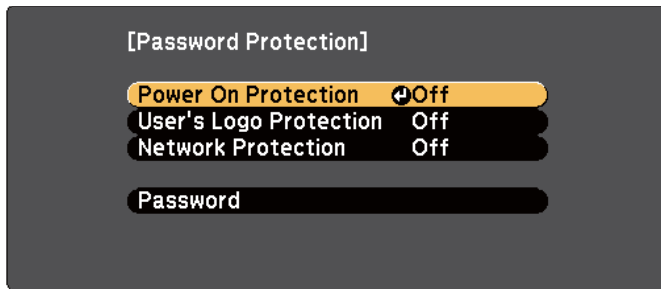 [Password Protection]
Power On Protection Off
User's Logo Protection Off
Network Protection Off
Password